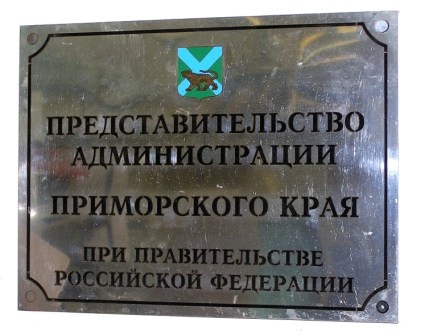 ПРЕДСТАВИТЕЛЬСТВО
АДМИНИСТРАЦИИ
ПРИМОРСКОГО КРАЯ
ПРИ ПРАВИТЕЛЬСТВЕ
РОССИЙСКОЙ ФЕДЕРАЦИИ